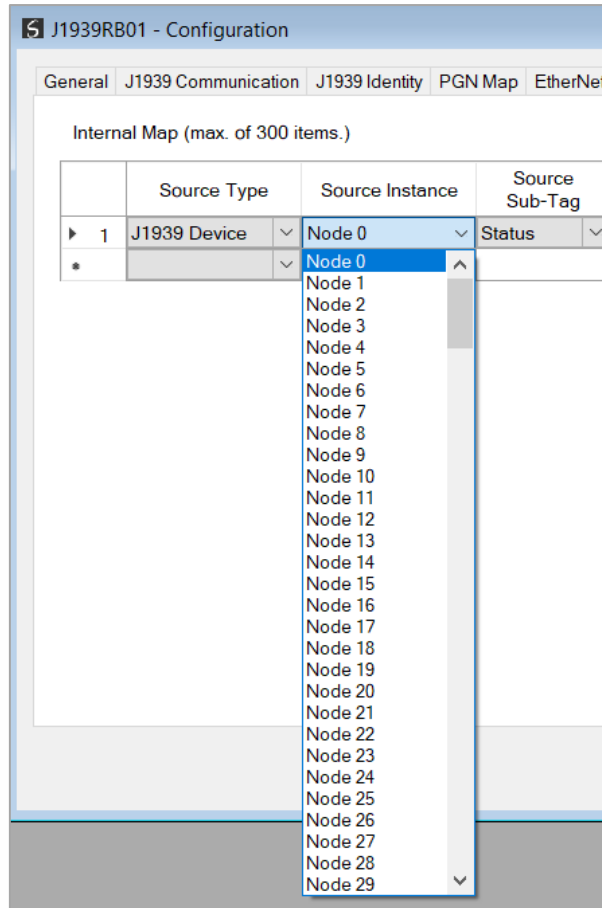 J1939RB01 - Configuration
General J1939 Communication J1939 Identity PGN Map EtherNe
Internal Map (max. of 300 items.)
Source Type Source Instance Source Sub-Tag
1 J1939 Device Node 0 Status
Node 0
Node 1
Node 2
Node 3
Node 4
Node 5
Node 6
Node 7
Node 8
Node 9
Node 10
Node 11
Node 12
Node 13
Node 14
Node 15
Node 16
Node 17
Node 18
Node 19
Node 20
Node 21
Node 22
Node 23
Node 24
Node 25
Node 26
Node 27
Node 28
Node 29